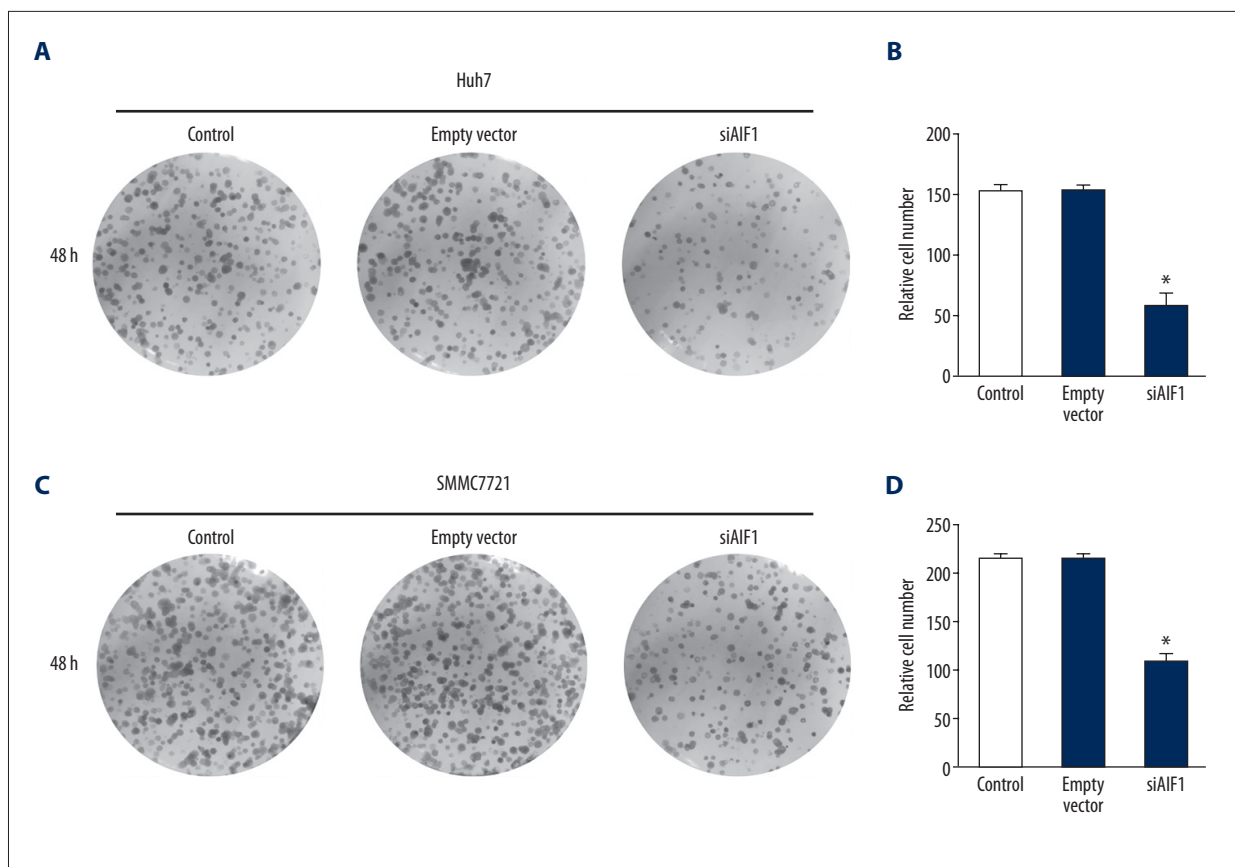 A
Huh7
Control
Empty vector
siAIF1
48 h
B
Relative cell number
200
150
100
50
0
*
Control
Empty
vector
siAIF1
C
SMMC7721
Control
Empty vector
siAIF1
48 h
D
Relative cell number
250
200
150
100
50
0
*
Control
Empty
vector
siAIF1